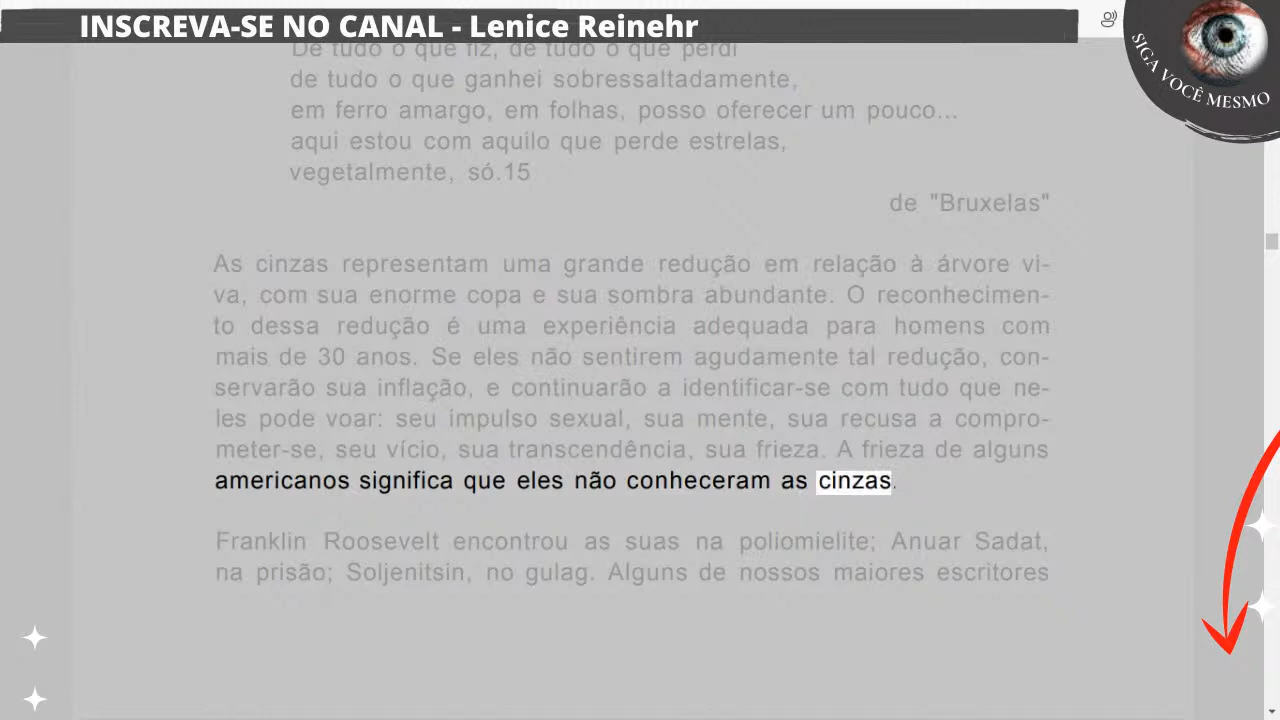 INSCREVA-SE NO CANAL - Lenice Reinehr
SIGA VOCÊ MESMO
De tudo o que fiz, de tudo o que perdi
de tudo o que ganhei sobressaltadamente,
em ferro amargo, em folhas, posso oferecer um pouco...
aqui estou com aquilo que perde estrelas,
vegetalmente, só.15
de "Bruxelas"
As cinzas representam uma grande redução em relação à árvore vi-
va, com sua enorme copa e sua sombra abundante. O reconhecimen-
to dessa redução é uma experiência adequada para homens com
mais de 30 anos. Se eles não sentirem agudamente tal redução, con-
servarão sua inflação, e continuarão a identificar-se com tudo que ne-
les pode voar: seu impulso sexual, sua mente, sua recusa a compro-
meter-se, seu vício, sua transcendência, sua frieza. A frieza de alguns
americanos significa que eles não conheceram as cinzas.
Franklin Roosevelt encontrou as suas na poliomielite; Anuar Sadat,
na prisão; Soljenitsin, no gulag. Alguns de nossos maiores escritores